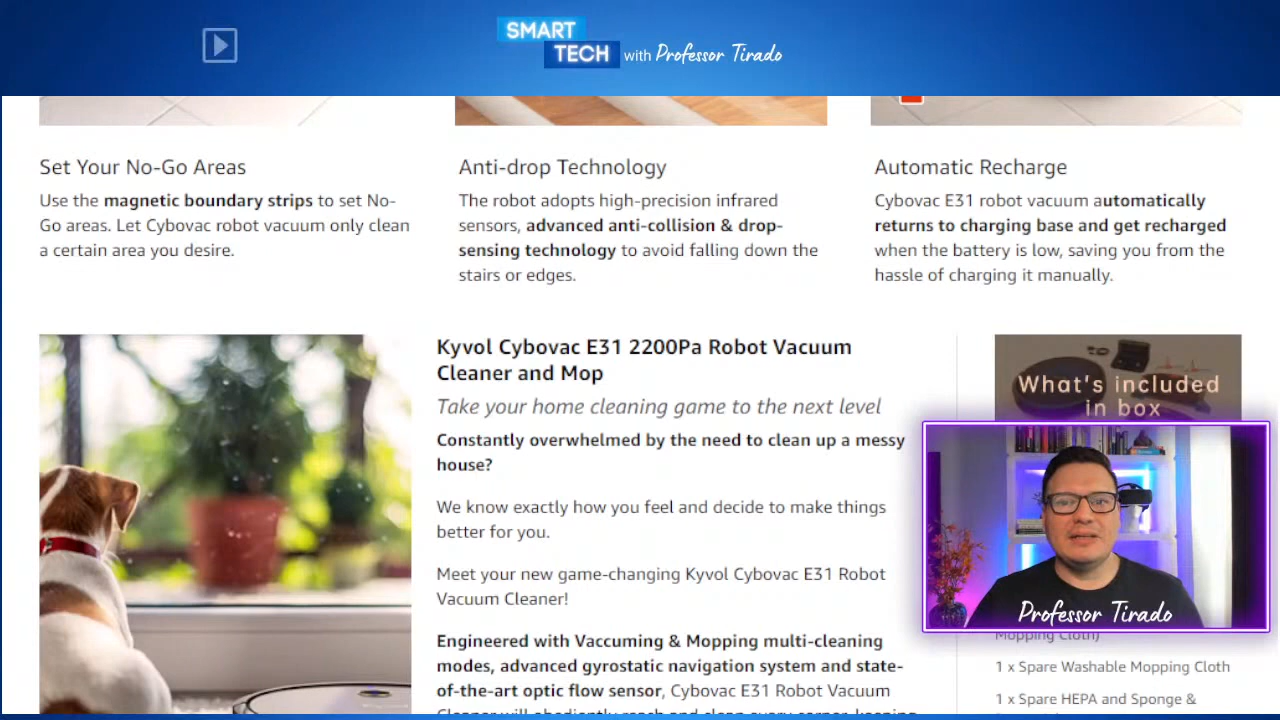 SMART
TECH with Professor Tirado
Set Your No-Go Areas
Use the magnetic boundary strips to set No-
Go areas. Let Cybovac robot vacuum only clean
a certain area you desire.
Anti-drop Technology
The robot adopts high-precision infrared
sensors, advanced anti-collision & drop-
sensing technology to avoid falling down the
stairs or edges.
Automatic Recharge
Cybovac E31 robot vacuum automatically
returns to charging base and get recharged
when the battery is low, saving you from the
hassle of charging it manually.
Kyvol Cybovac E31 2200Pa Robot Vacuum
Cleaner and Mop
Take your home cleaning game to the next level
Constantly overwhelmed by the need to clean up a messy
house?
We know exactly how you feel and decide to make things
better for you.
Meet your new game-changing Kyvol Cybovac E31 Robot
Vacuum Cleaner!
Engineered with Vaccuming & Mopping multi-cleaning
modes, advanced gyrostatic navigation system and state-
of-the-art optic flow sensor, Cybovac E31 Robot Vacuum
Cleaner will obediently reach and clean every corner, keeping
What's included
in box
Professor Tirado
Mopping Cloth)
1 x Spare Washable Mopping Cloth
1 x Spare HEPA and Sponge &